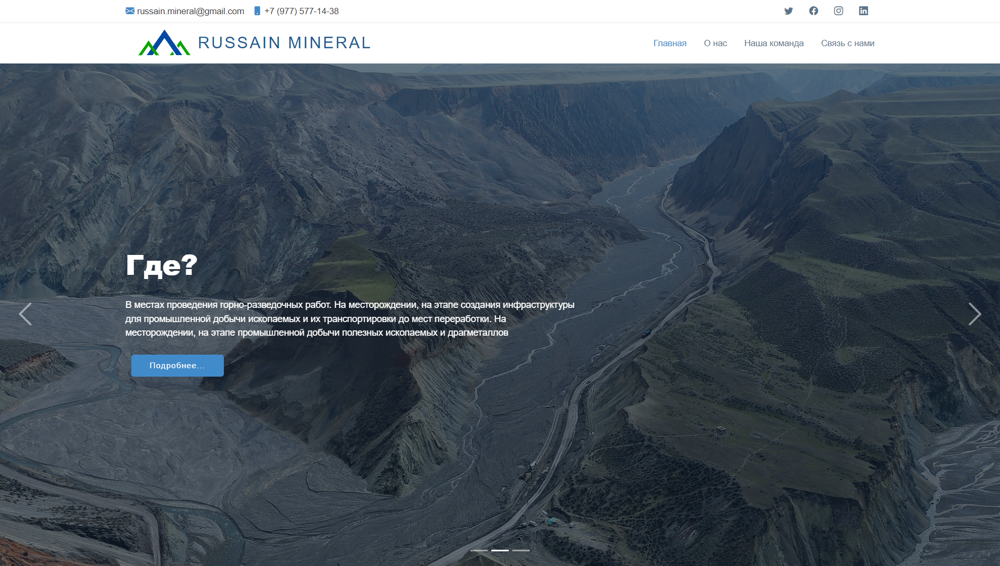 russain.mineral@gmail.com +7 (977) 577-14-38
RUSSAIN MINERAL
Главная О нас Наша команда Связь с нами
Где?
В местах проведения горно-разведочных работ. На месторождении, на этапе создания инфраструктуры
для промышленной добычи ископаемых и их транспортировки до мест переработки. На
месторождении, на этапе промышленной добычи полезных ископаемых и драгметаллов
Подробнее...